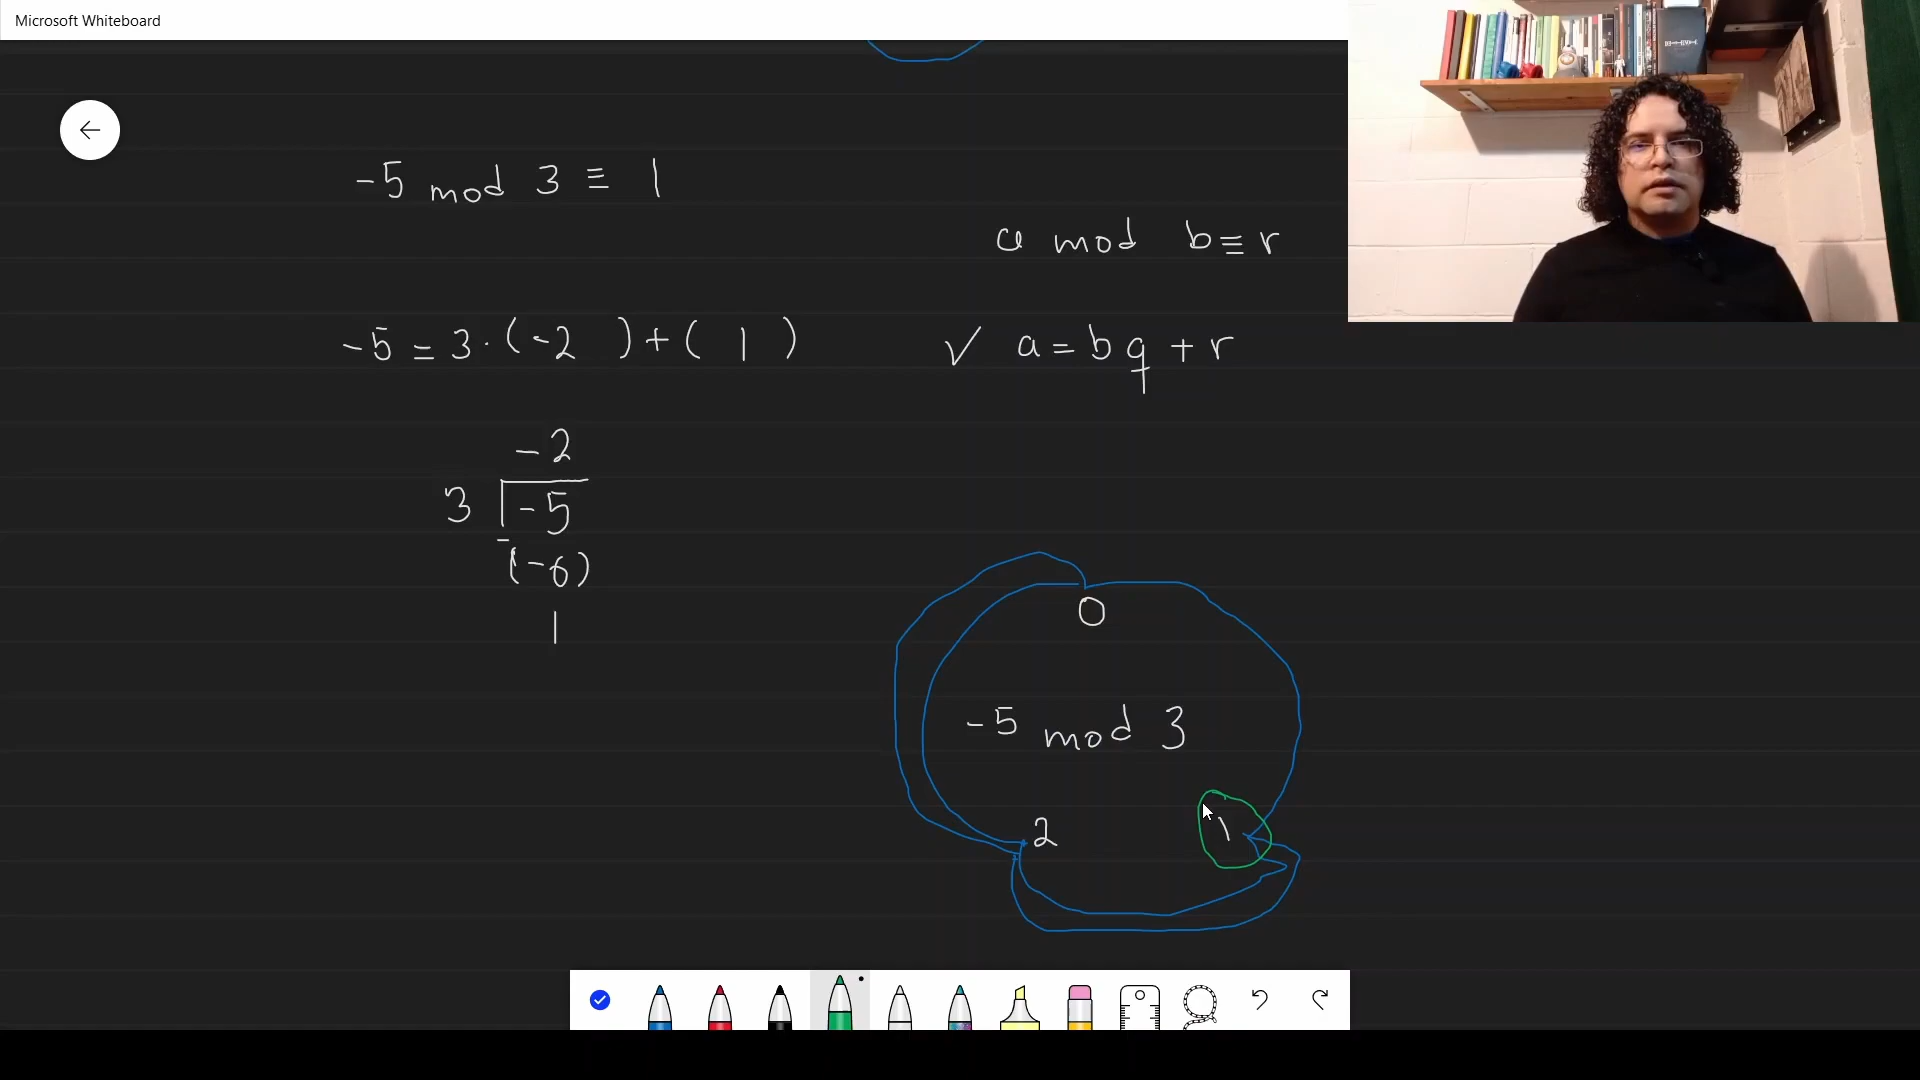 Microsoft Whiteboard
-5 mod 3 ≡ 1
a mod b ≡ r
-5 = 3 · (-2) + ( 1 )
✓ a = bq + r
-2
3 -5
-(-6)
1
0
-5 mod 3
2 1